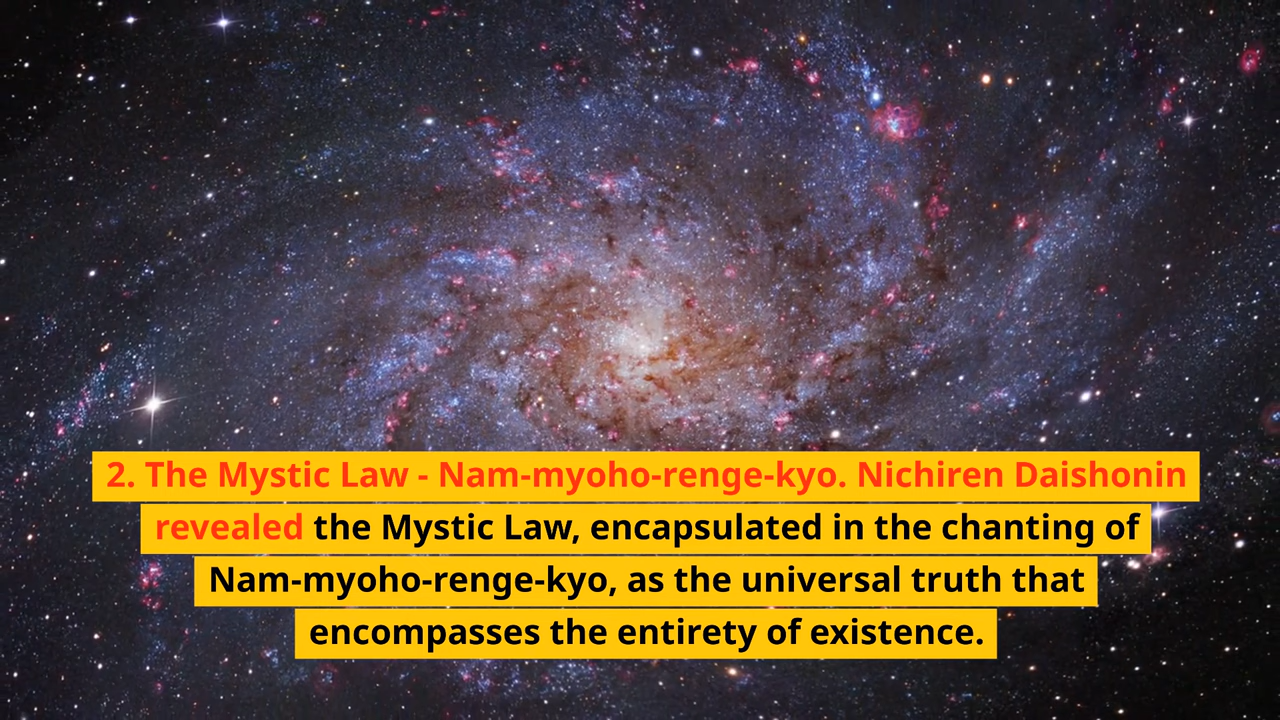 2. The Mystic Law - Nam-myoho-renge-kyo. Nichiren Daishonin
revealed the Mystic Law, encapsulated in the chanting of
Nam-myoho-renge-kyo, as the universal truth that
encompasses the entirety of existence.